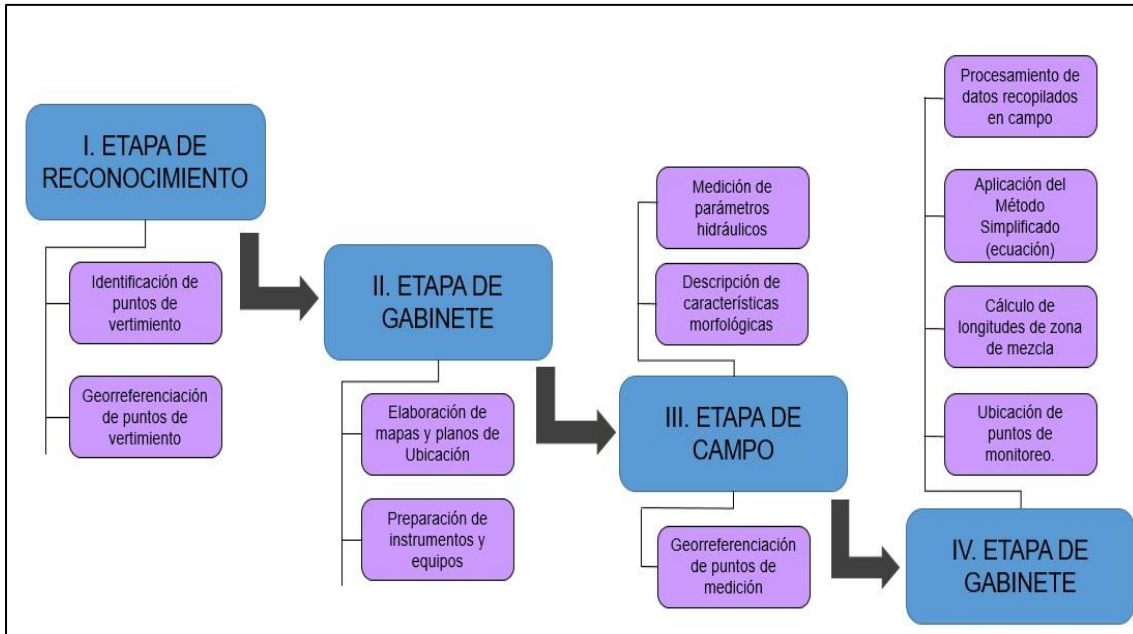 I. ETAPA DE
RECONOCIMIENTO
Identificación de
puntos de
vertimiento
Georreferenciación
de puntos de
vertimiento
II. ETAPA DE
GABINETE
Elaboración de
mapas y planos de
Ubicación
Preparación de
instrumentos y
equipos
Medición de
parámetros
hidráulicos
Descripción de
características
morfológicas
III. ETAPA DE
CAMPO
Georreferenciación
de puntos de
medición
Procesamiento de
datos recopilados
en campo
Aplicación del
Método
Simplificado
(ecuación)
Cálculo de
longitudes de zona
de mezcla
Ubicación de
puntos de
monitoreo.
IV. ETAPA DE
GABINETE